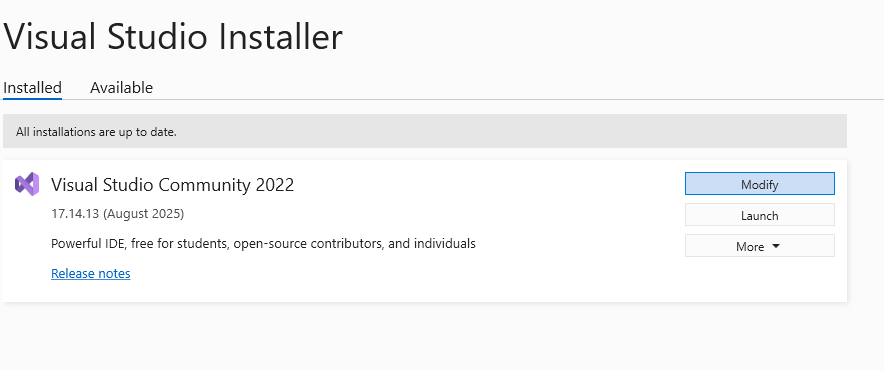 Visual Studio Installer
Installed Available
All installations are up to date.
Visual Studio Community 2022
Modify
17.14.13 (August 2025)
Launch
Powerful IDE, free for students, open-source contributors, and individuals
More
Release notes